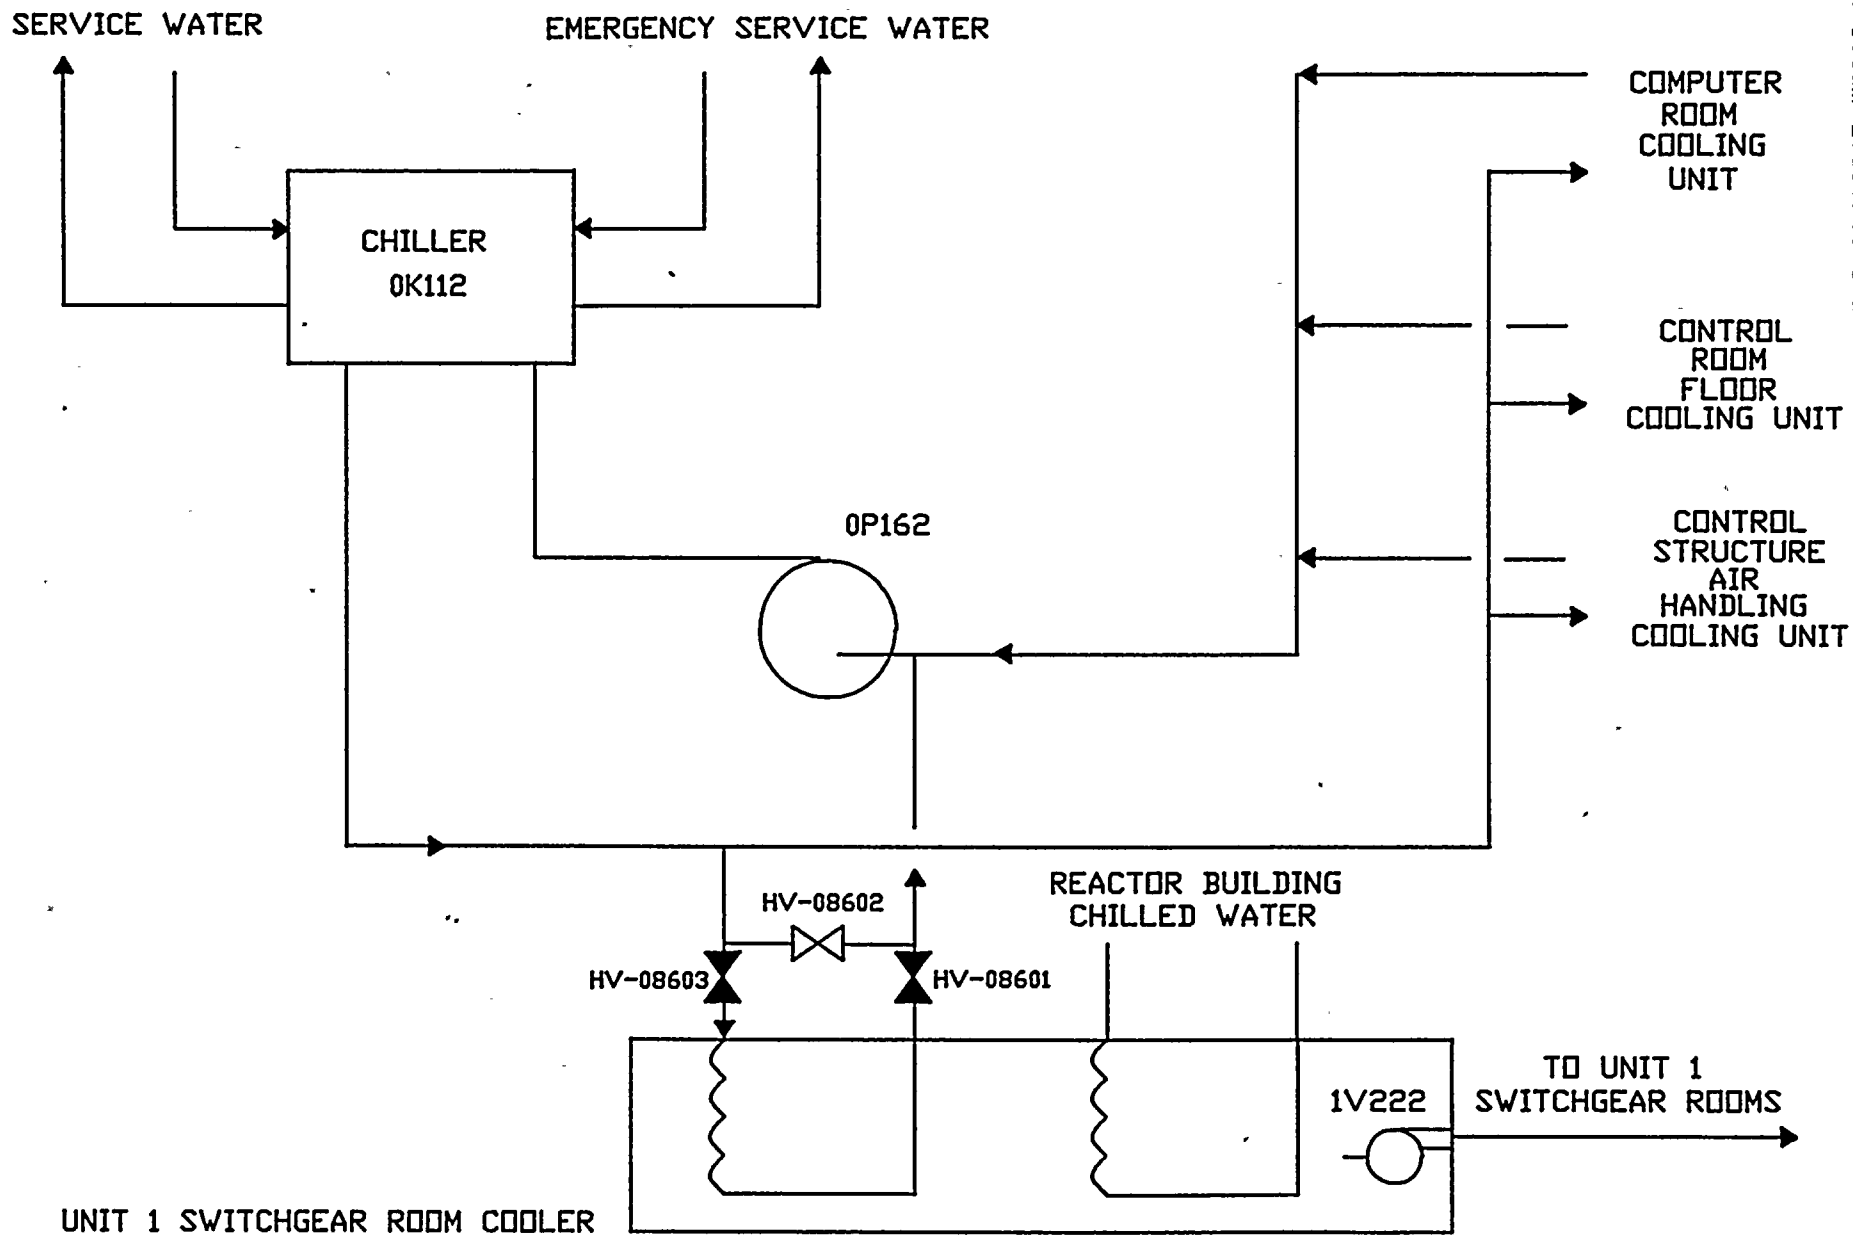 SERVICE WATER
EMERGENCY SERVICE WATER
COMPUTER
ROOM
COOLING
UNIT
CHILLER
0K112
CONTROL
ROOM
FLOOR
COOLING UNIT
0P162
CONTROL
STRUCTURE
AIR
HANDLING
COOLING UNIT
REACTOR BUILDING
CHILLED WATER
HV-08602
HV-08603
HV-08601
TO UNIT 1
SWITCHGEAR ROOMS
1V222
UNIT 1 SWITCHGEAR ROOM COOLER